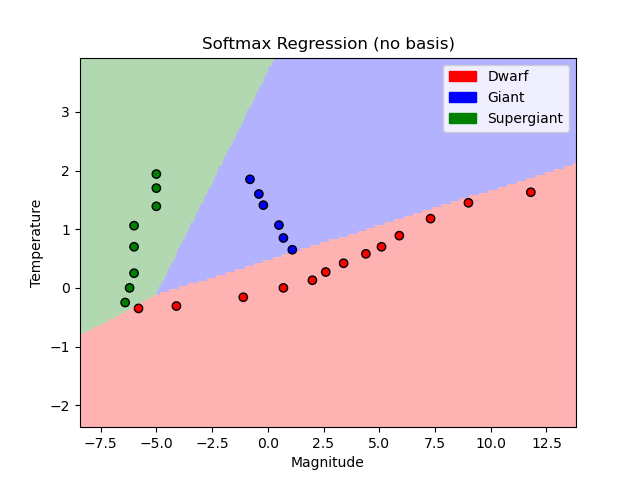 Softmax Regression (no basis)
Dwarf
Giant
Supergiant
Temperature
3
2
1
0
−1
−2
−7.5 −5.0 −2.5 0.0 2.5 5.0 7.5 10.0 12.5
Magnitude